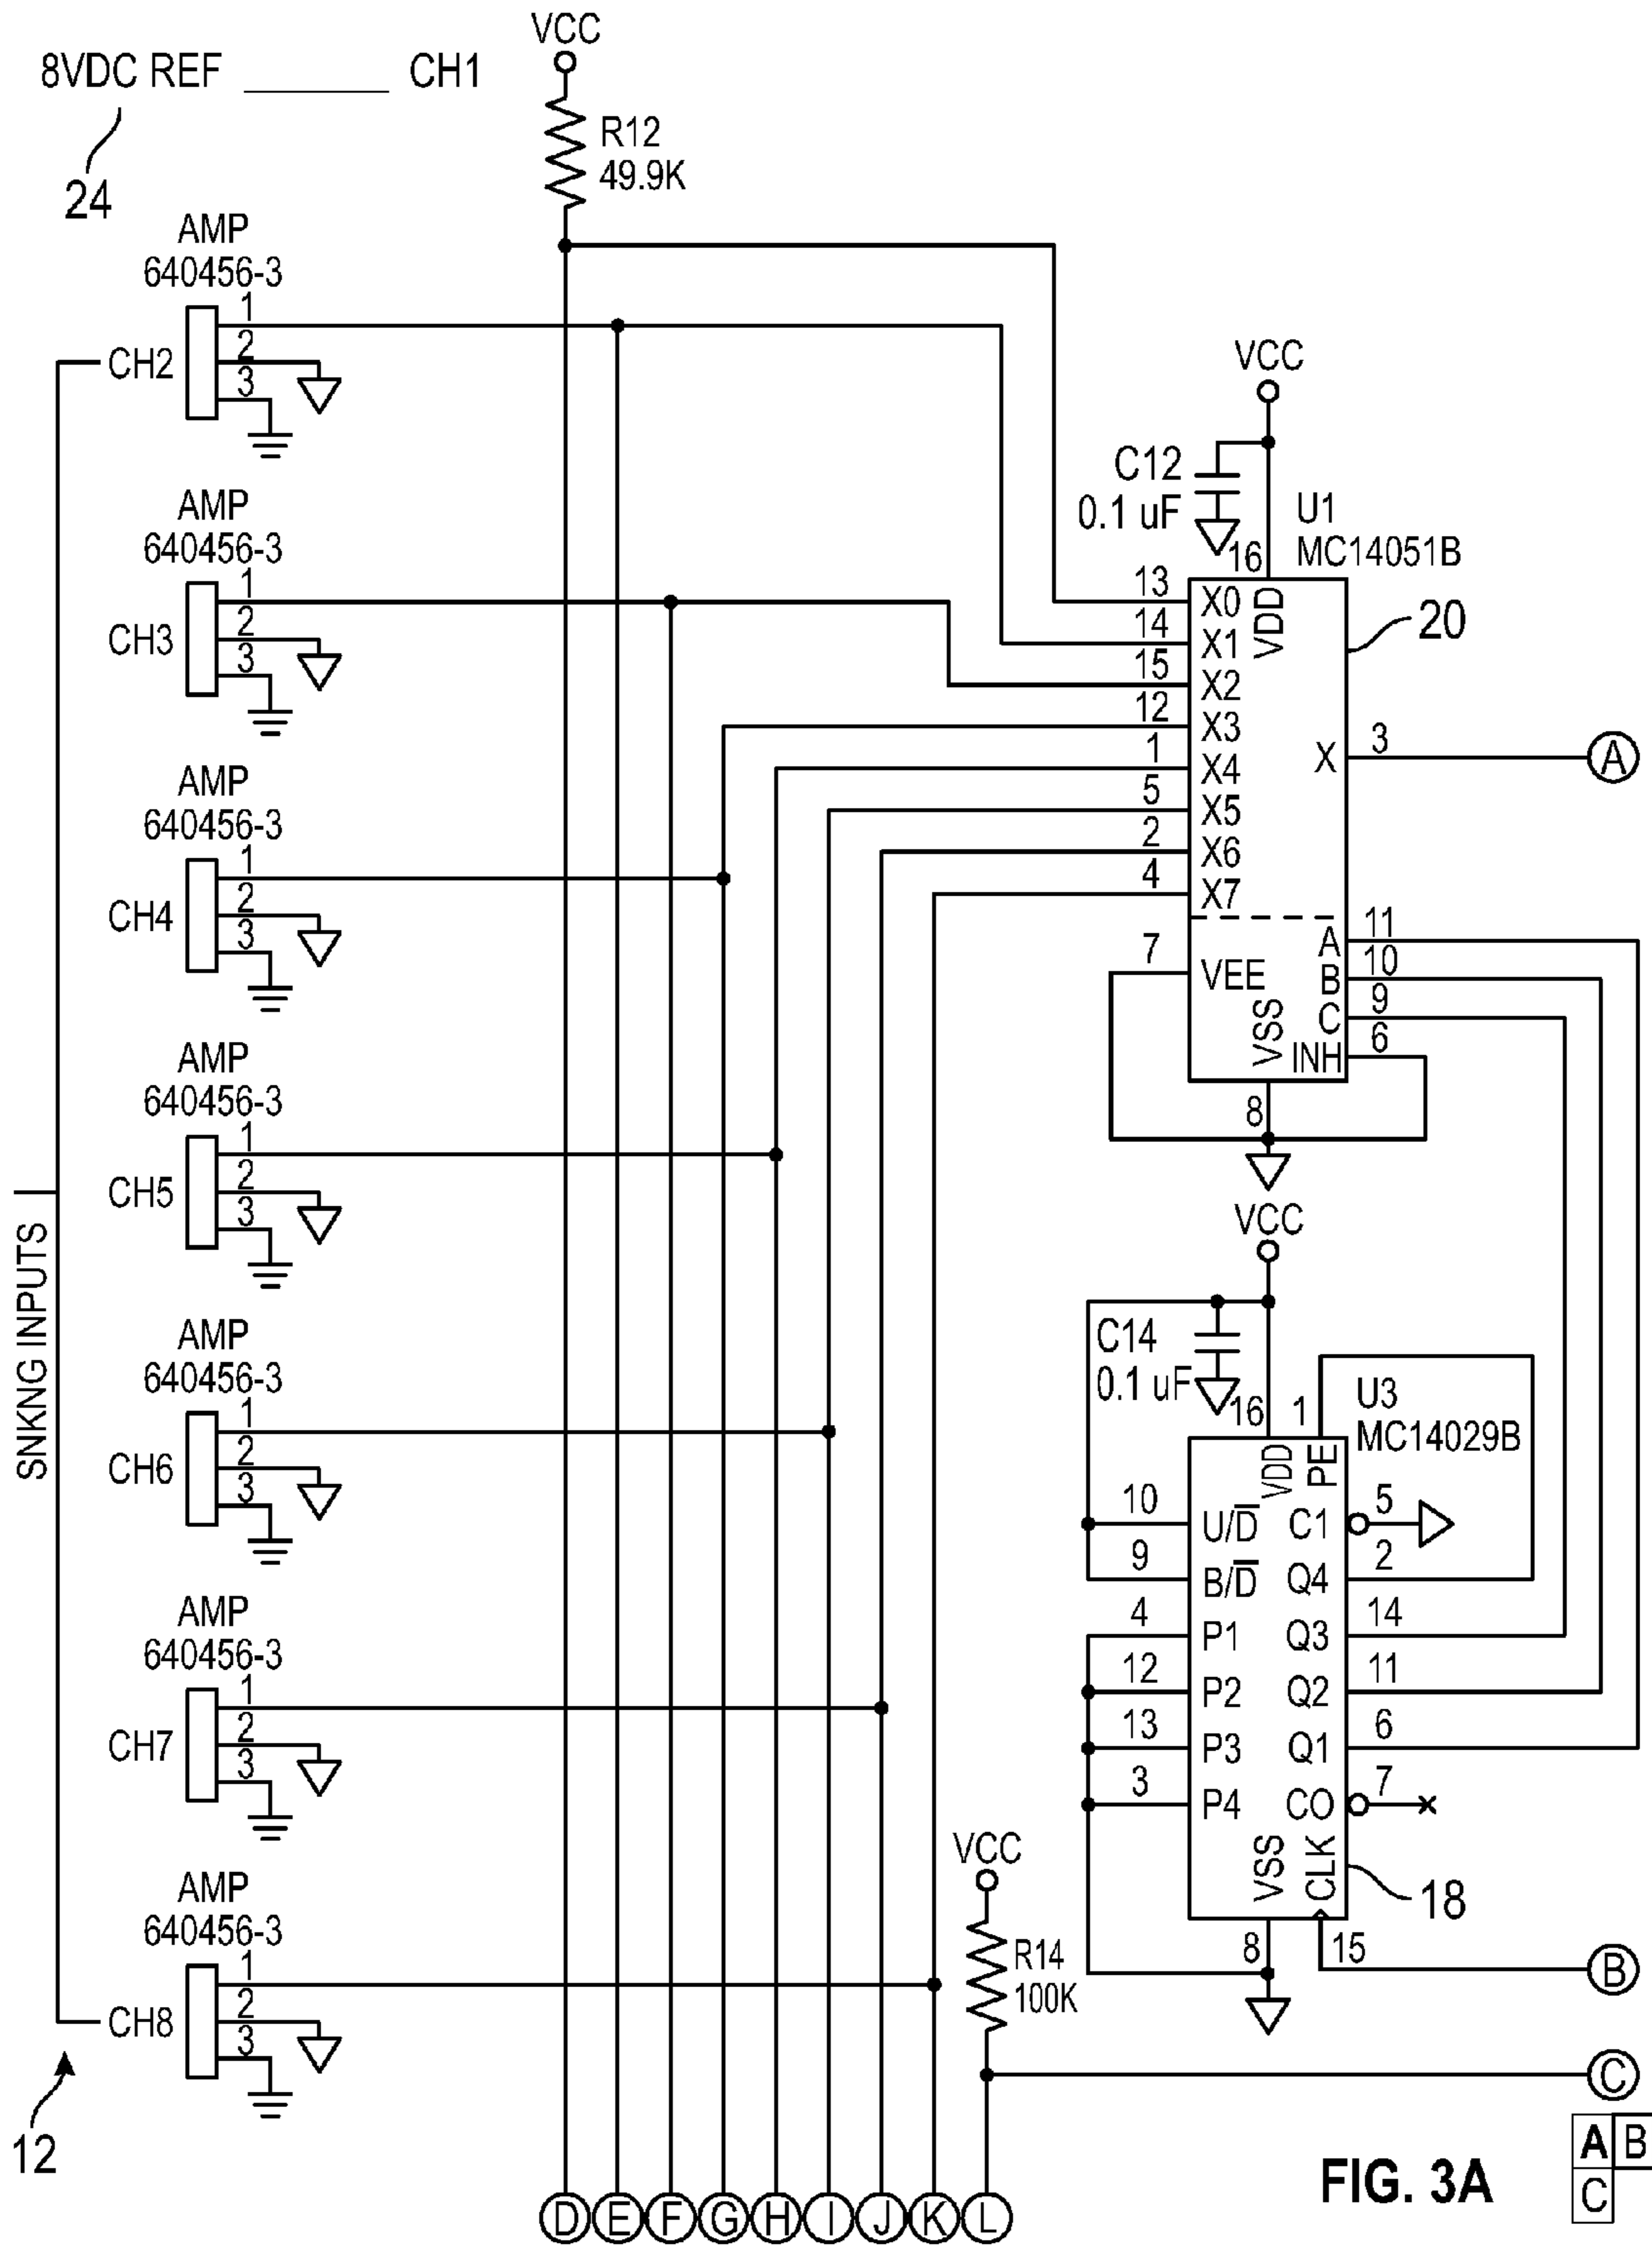 VCC
8VDC REF ______ CH1
R12
49.9K
24
AMP
640456-3
1
2
3
CH2
AMP
640456-3
1
2
3
CH3
AMP
640456-3
1
2
3
CH4
AMP
640456-3
1
2
3
CH5
AMP
640456-3
1
2
3
CH6
AMP
640456-3
1
2
3
CH7
AMP
640456-3
1
2
3
CH8
SNKNG INPUTS
12
VCC
C12
0.1 uF
16
U1
MC14051B
20
13 X0
14 X1
15 X2
12 X3
1 X4
5 X5
2 X6
4 X7
VDD
X 3
A
7 VEE
VSS
A 11
B 10
C 9
INH 6
8
VCC
C14
0.1 uF
16
1
U3
MC14029B
VDD
PE
10 U/D̅
9 B/D̅
4 P1
12 P2
13 P3
3 P4
C1 5
Q4 2
Q3 14
Q2 11
Q1 6
CO 7
VSS
CLK
18
8
15
B
VCC
R14
100K
C
D E F G H I J K L
FIG. 3A
A B
C